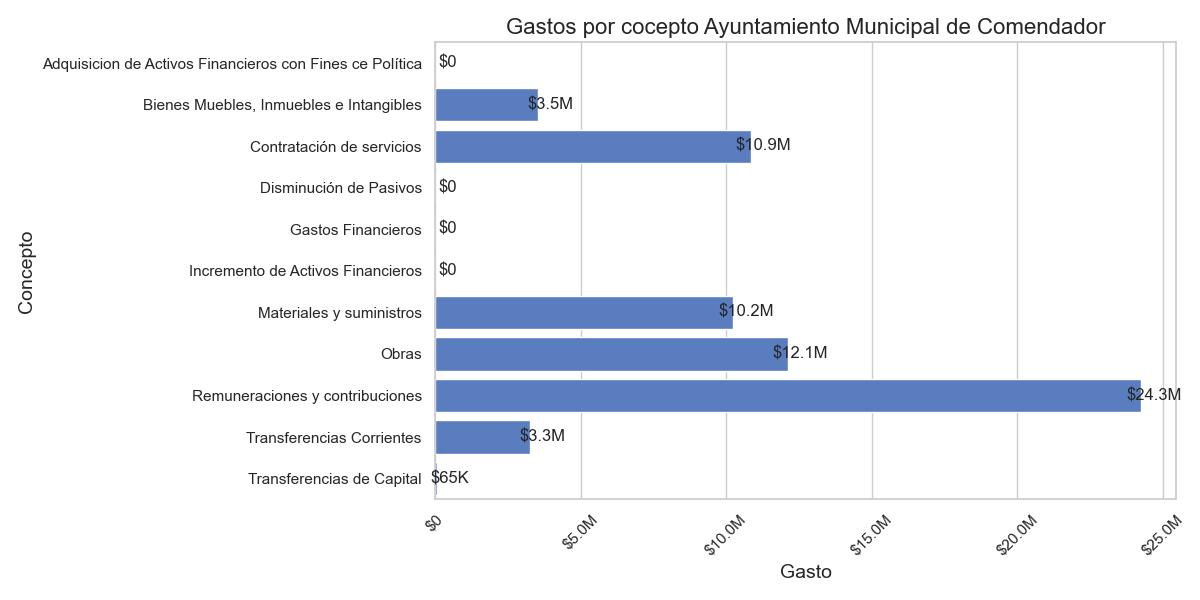 Gastos por cocepto Ayuntamiento Municipal de Comendador
Concepto
Adquisicion de Activos Financieros con Fines ce Política $0
Bienes Muebles, Inmuebles e Intangibles $3.5M
Contratación de servicios $10.9M
Disminución de Pasivos $0
Gastos Financieros $0
Incremento de Activos Financieros $0
Materiales y suministros $10.2M
Obras $12.1M
Remuneraciones y contribuciones $24.3M
Transferencias Corrientes $3.3M
Transferencias de Capital $65K
$0 $5.0M $10.0M $15.0M $20.0M $25.0M
Gasto